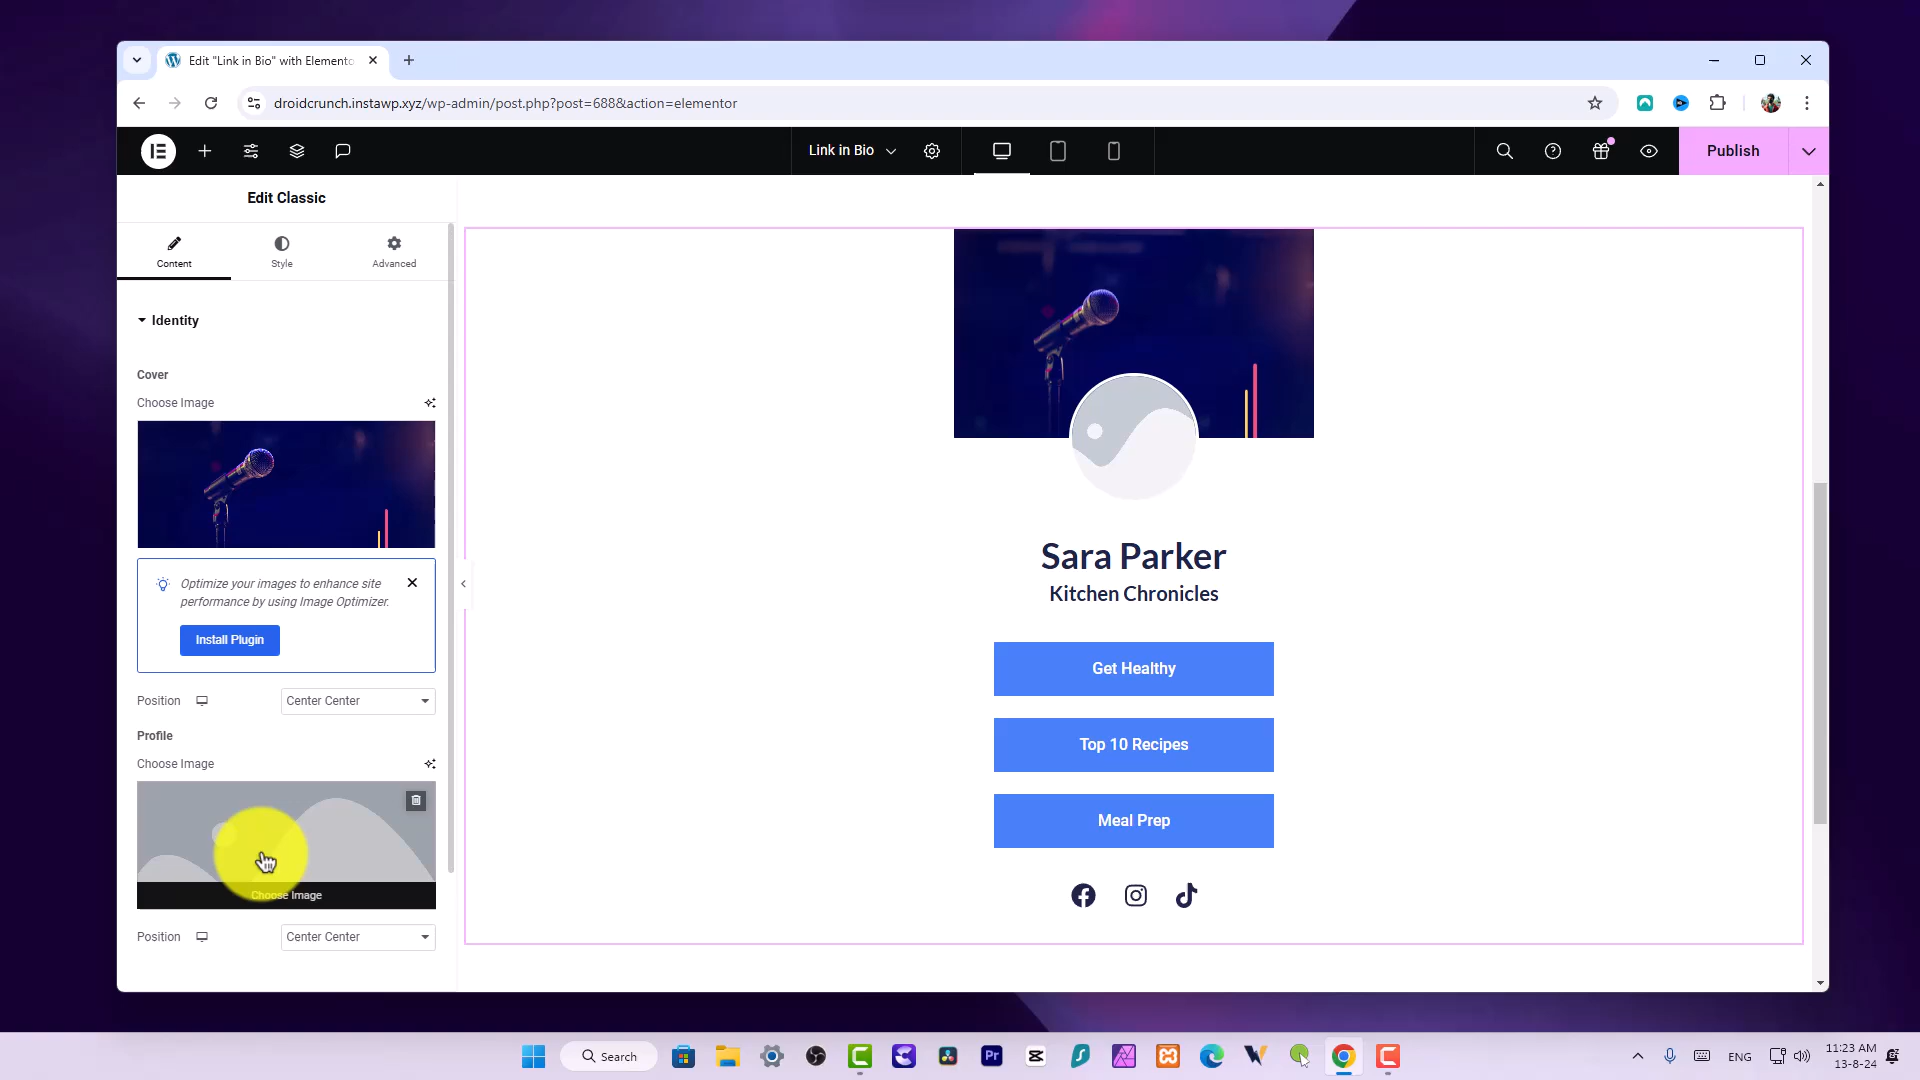 Edit "Link in Bio" with Elemento
droidcrunch.instawp.xyz/wp-admin/post.php?post=688&action=elementor
Link in Bio
Publish
Edit Classic
Content
Style
Advanced
Identity
Cover
Choose Image
Optimize your images to enhance site
performance by using Image Optimizer.
Install Plugin
Position
Center Center
Profile
Choose Image
Choose Image
Position
Center Center
Sara Parker
Kitchen Chronicles
Get Healthy
Top 10 Recipes
Meal Prep
Search
Pr
ENG
11:23 AM
13-8-24